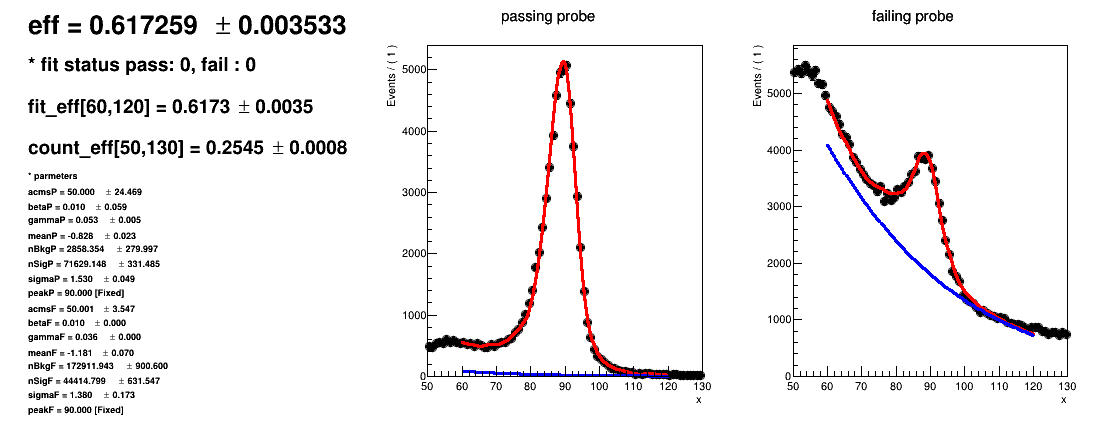 eff = 0.617259 ± 0.003533
* fit status pass: 0, fail : 0
fit_eff[60,120] = 0.6173 ± 0.0035
count_eff[50,130] = 0.2545 ± 0.0008
* parmeters
acmsP = 50.000 ± 24.469
betaP = 0.010 ± 0.059
gammaP = 0.053 ± 0.005
meanP = -0.828 ± 0.023
nBkgP = 2858.354 ± 279.997
nSigP = 71629.148 ± 331.485
sigmaP = 1.530 ± 0.049
peakP = 90.000 [Fixed]
acmsF = 50.001 ± 3.547
betaF = 0.010 ± 0.000
gammaF = 0.036 ± 0.000
meanF = -1.181 ± 0.070
nBkgF = 172911.943 ± 900.600
nSigF = 44414.799 ± 631.547
sigmaF = 1.380 ± 0.173
peakF = 90.000 [Fixed]
passing probe
Events / ( 1 )
5000
4000
3000
2000
1000
0
50 60 70 80 90 100 110 120 130
x
failing probe
Events / ( 1 )
5000
4000
3000
2000
1000
0
50 60 70 80 90 100 110 120 130
x